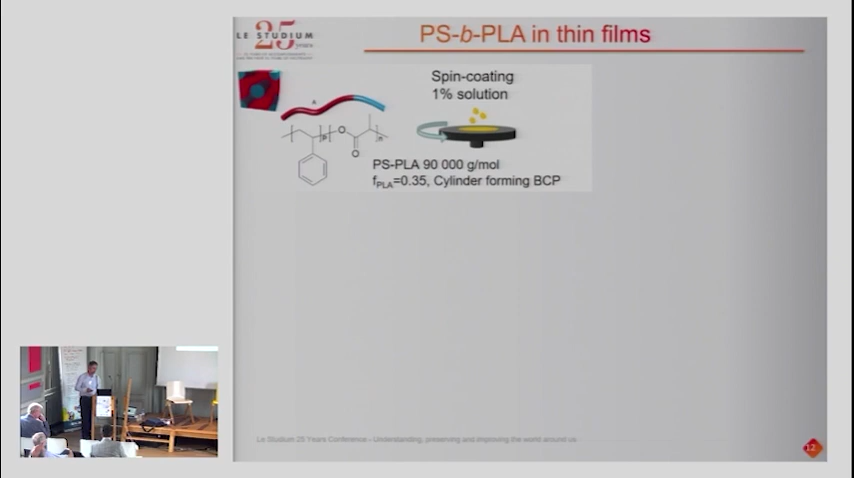 LE STUDIUM
25
years
PS-b-PLA in thin films
Spin-coating
1% solution
A
O
O
n
PS-PLA 90 000 g/mol
fPLA=0.35, Cylinder forming BCP
Le Studium 25 Years Conference - Understanding, preserving and improving the world around us
12